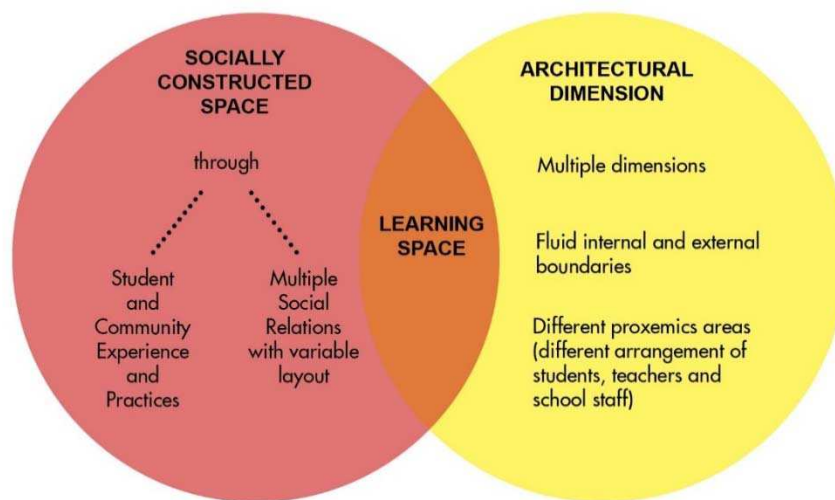 SOCIALLY
CONSTRUCTED
SPACE
through
Student
and
Community
Experience
and
Practices
Multiple
Social
Relations
with variable
layout
LEARNING
SPACE
ARCHITECTURAL
DIMENSION
Multiple dimensions
Fluid internal and external
boundaries
Different proxemics areas
(different arrangement of
students, teachers and
school staff)